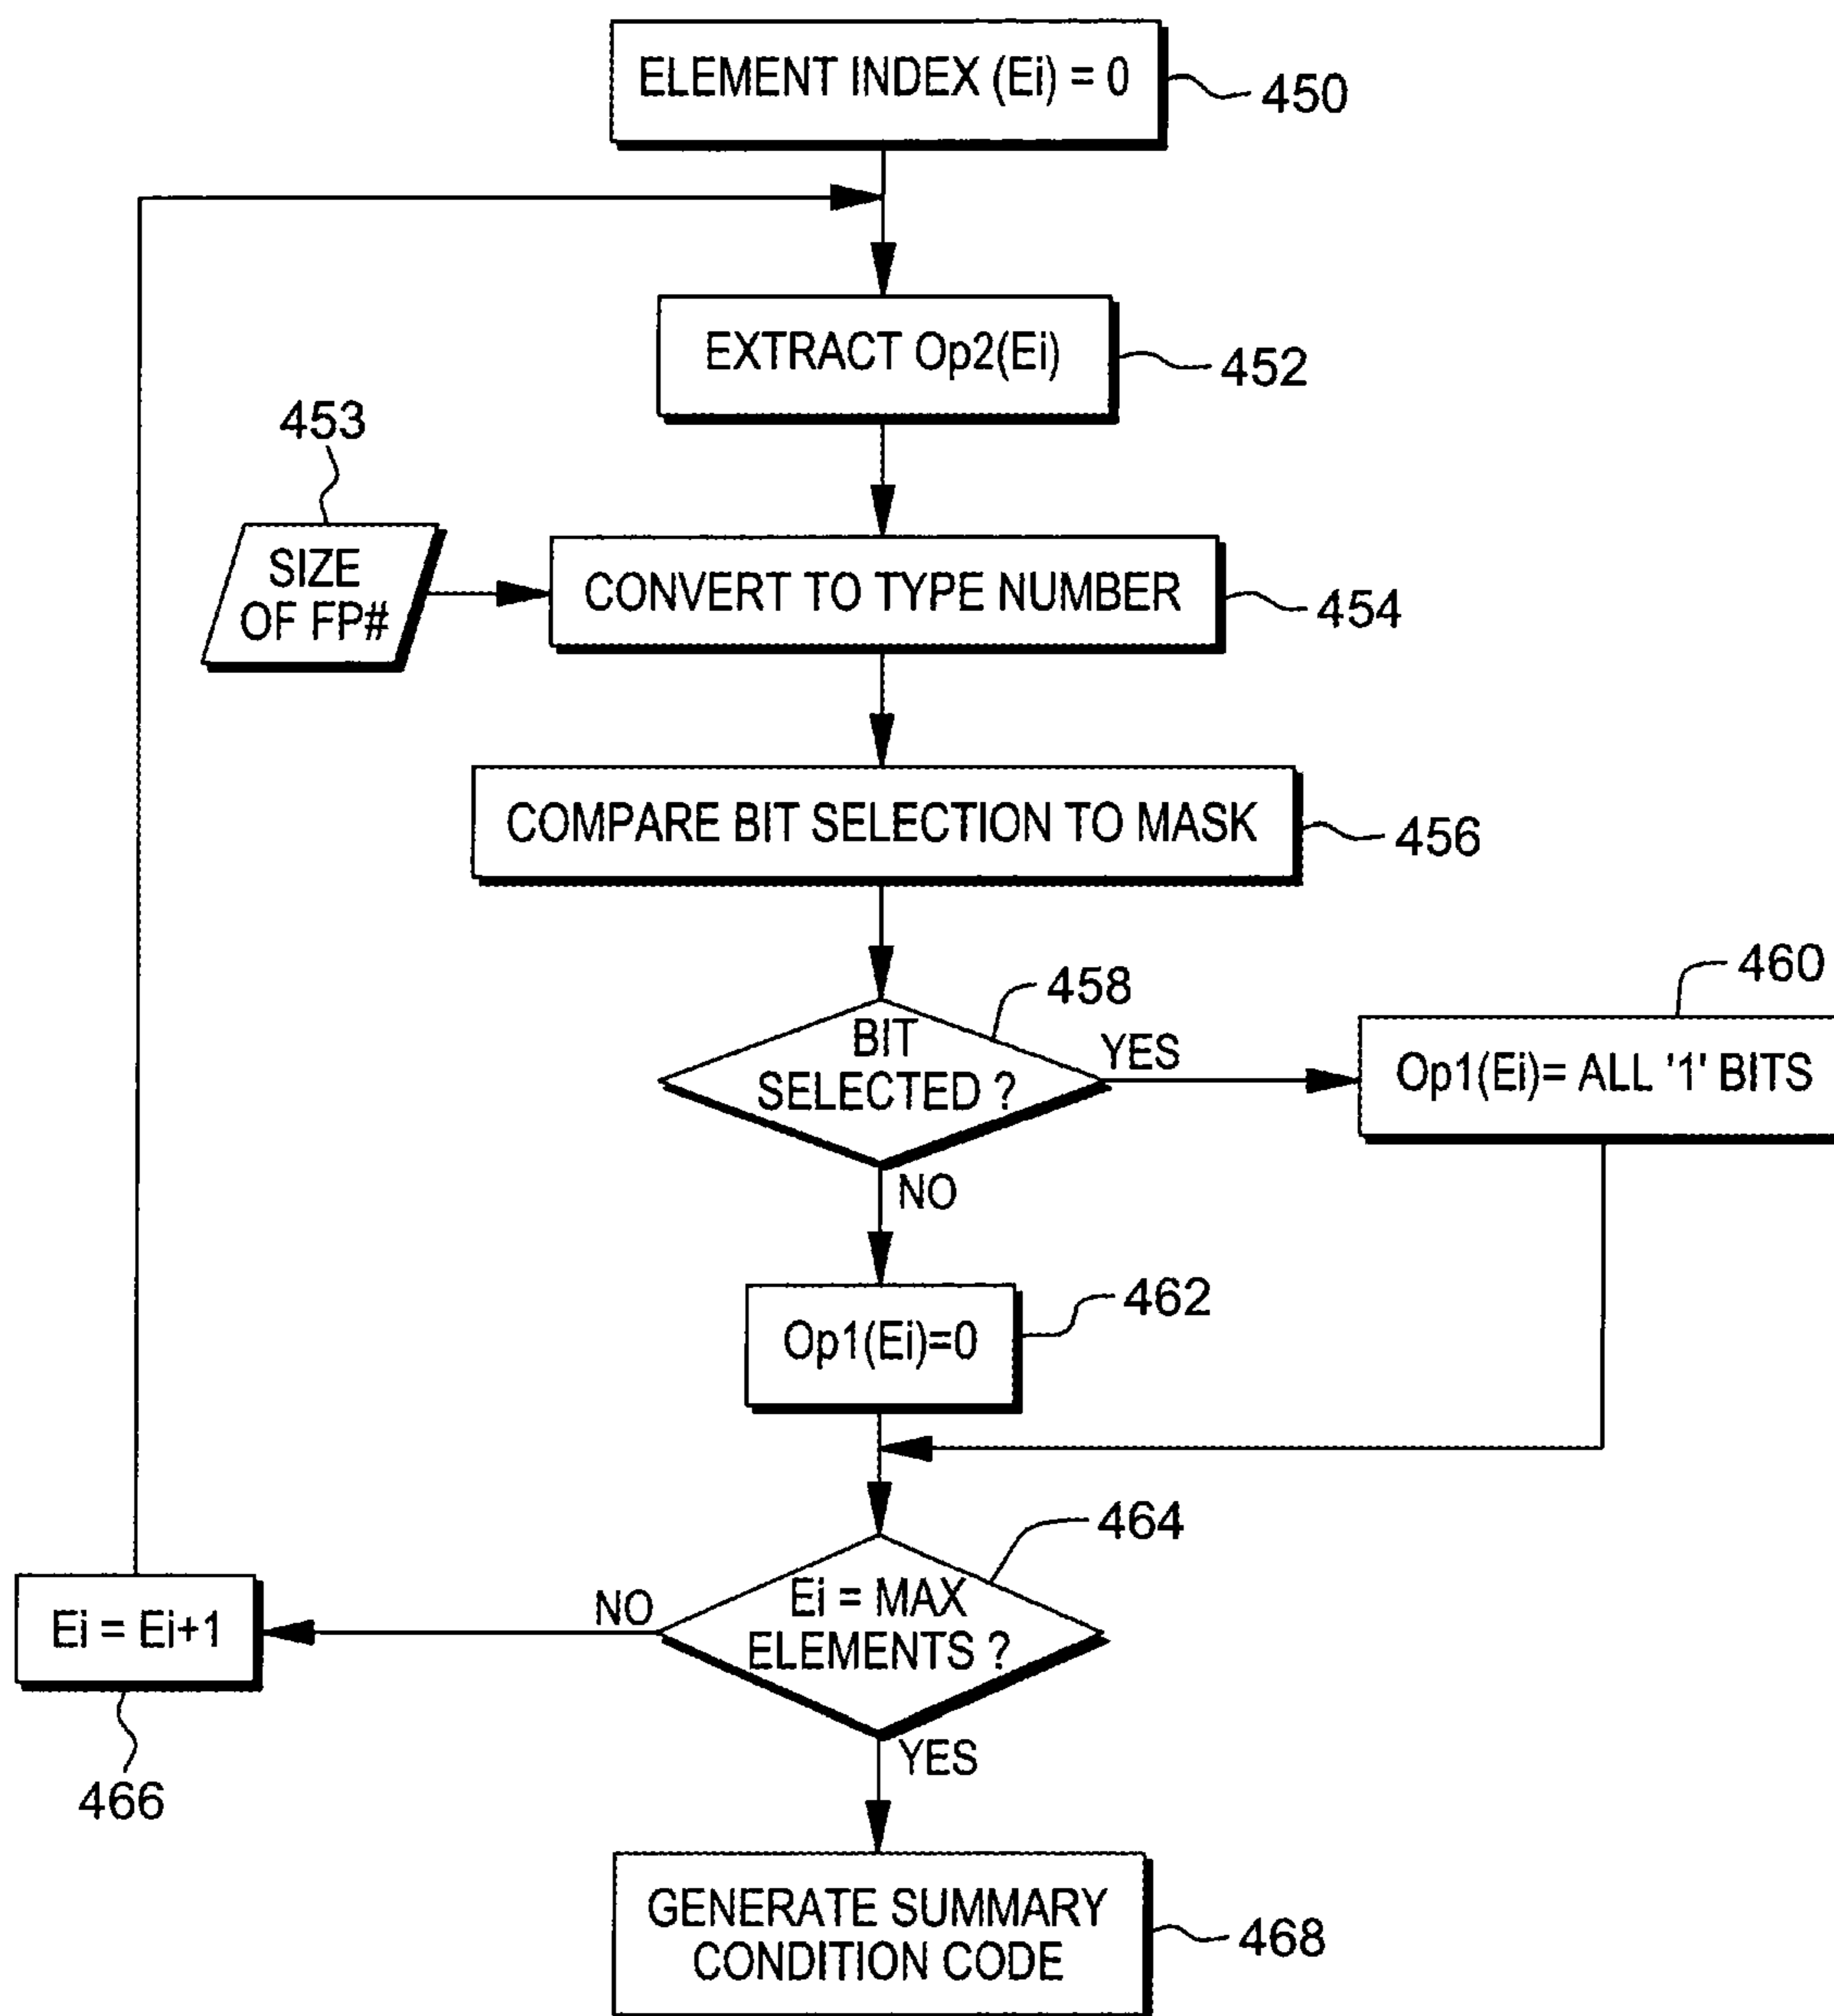 ELEMENT INDEX (Ei) = 0
450
EXTRACT Op2(Ei)
452
453
SIZE
OF FP#
CONVERT TO TYPE NUMBER
454
COMPARE BIT SELECTION TO MASK
456
458
BIT
SELECTED ?
YES
460
Op1(Ei)= ALL '1' BITS
NO
Op1(Ei)=0
462
464
Ei = MAX
ELEMENTS ?
NO
Ei = Ei+1
466
YES
GENERATE SUMMARY
CONDITION CODE
468